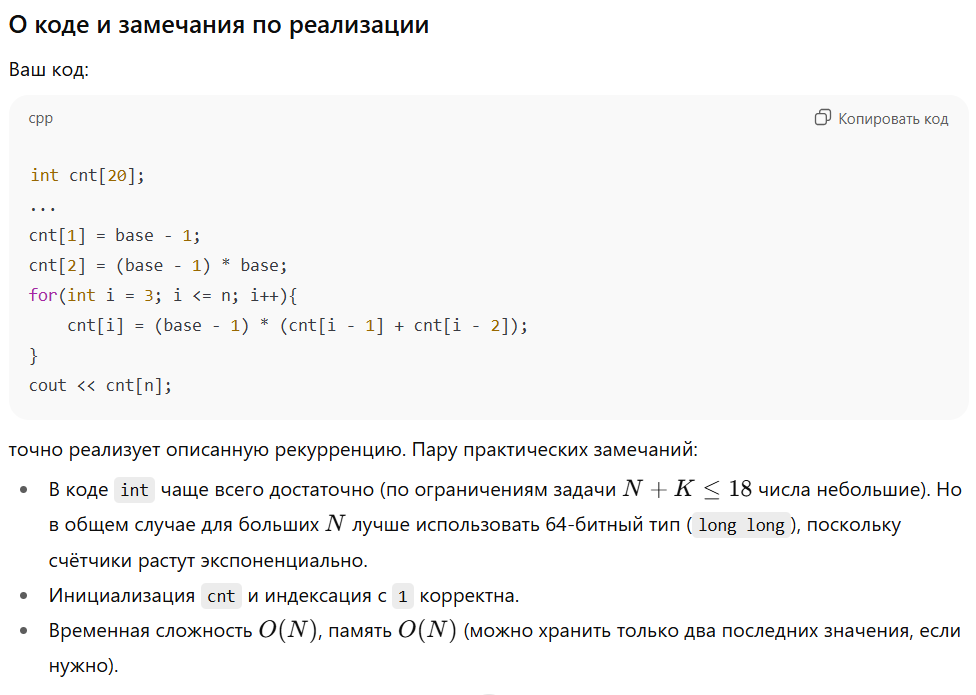 О коде и замечания по реализации
Ваш код:
cpp
Копировать код
int cnt[20];
...
cnt[1] = base - 1;
cnt[2] = (base - 1) * base;
for(int i = 3; i <= n; i++){
    cnt[i] = (base - 1) * (cnt[i - 1] + cnt[i - 2]);
}
cout << cnt[n];
точно реализует описанную рекурренцию. Пару практических замечаний:
• В коде int чаще всего достаточно (по ограничениям задачи N + K ≤ 18 числа небольшие). Но
в общем случае для больших N лучше использовать 64-битный тип (long long), поскольку
счётчики растут экспоненциально.
• Инициализация cnt и индексация с 1 корректна.
• Временная сложность O(N), память O(N) (можно хранить только два последних значения, если
нужно).